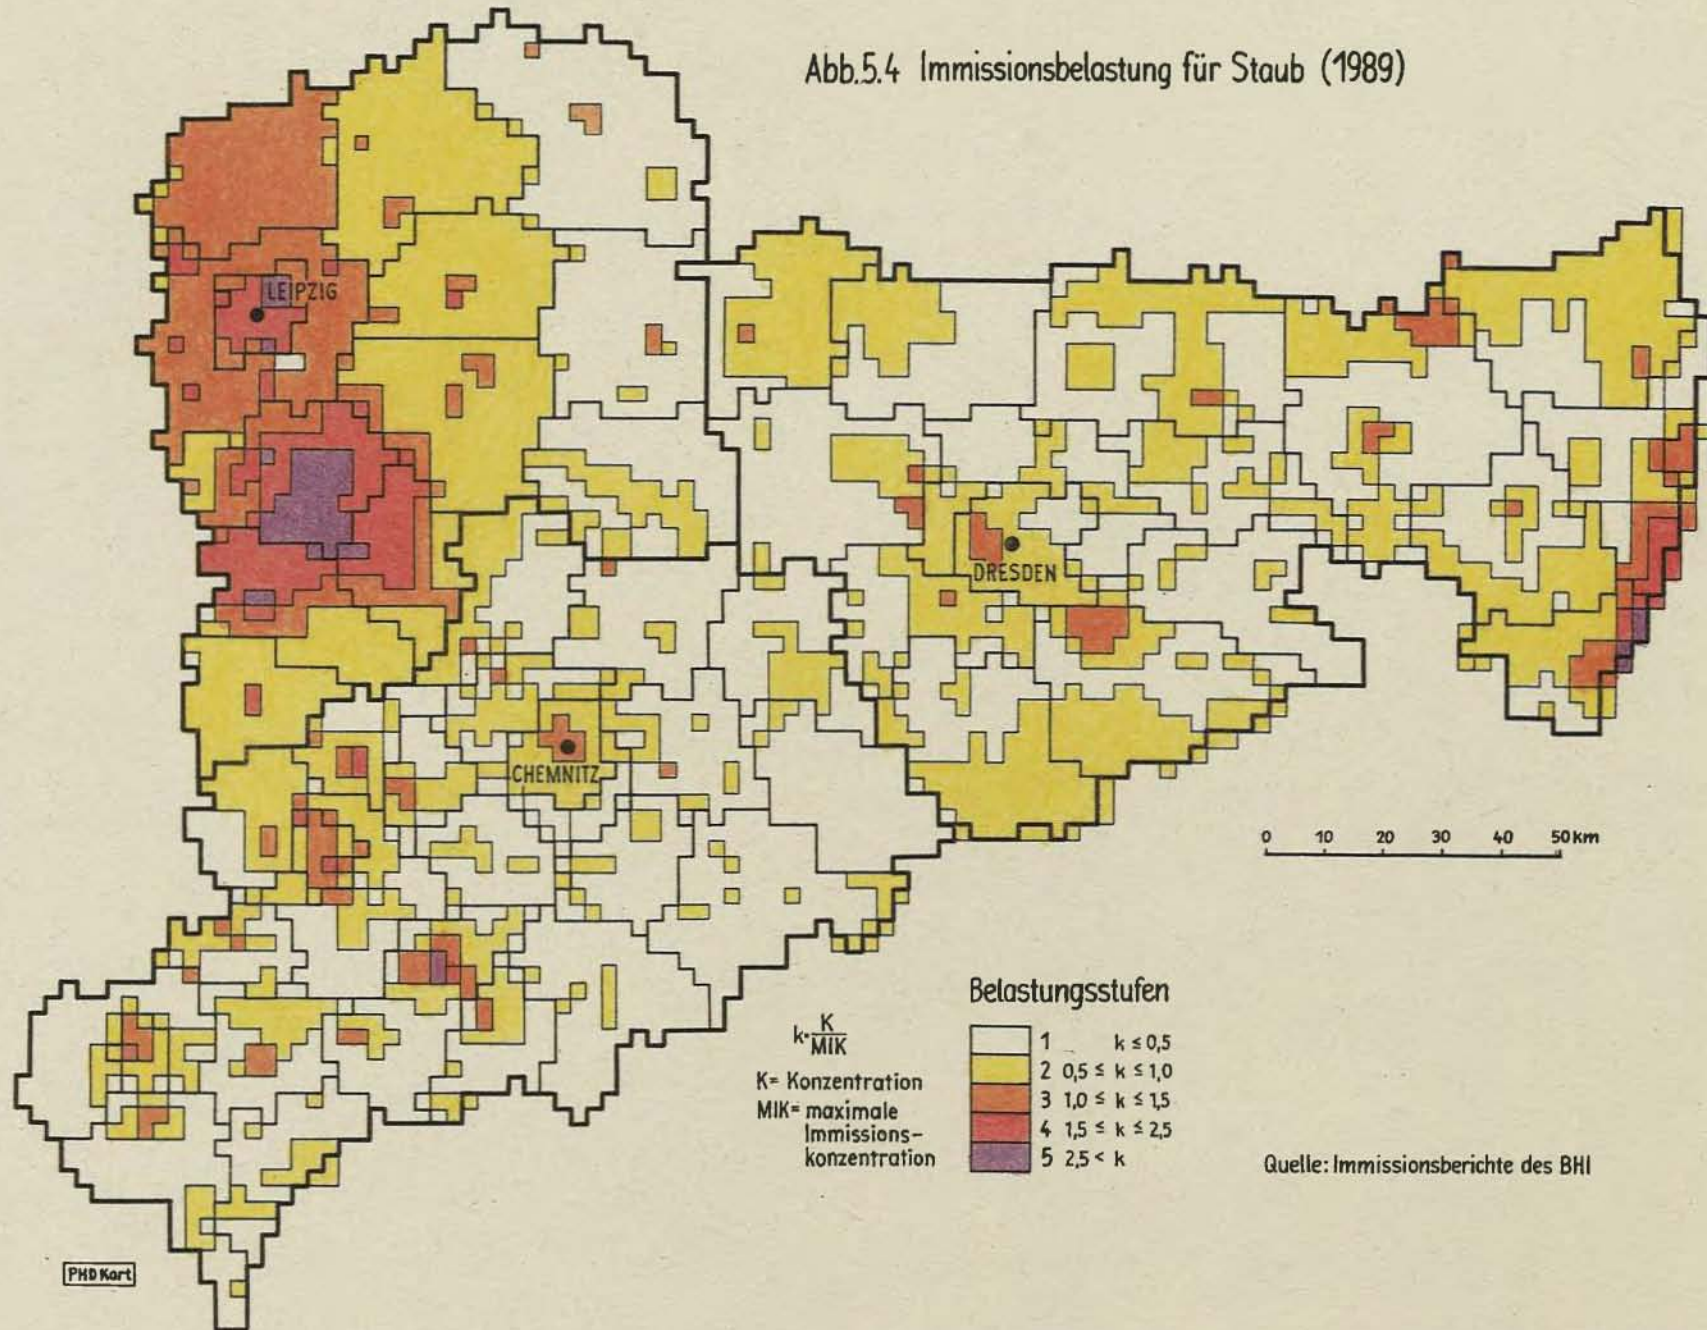 Abb.5.4 Immissionsbelastung für Staub (1989)
LEIPZIG
DRESDEN
CHEMNITZ
0 10 20 30 40 50 km
Belastungsstufen
k=K/MIK
K= Konzentration
MIK= maximale
Immissions-
konzentration
1 k ≤ 0,5
2 0,5 ≤ k ≤ 1,0
3 1,0 ≤ k ≤ 1,5
4 1,5 ≤ k ≤ 2,5
5 2,5 < k
Quelle: Immissionsberichte des BHI
PHD Kart